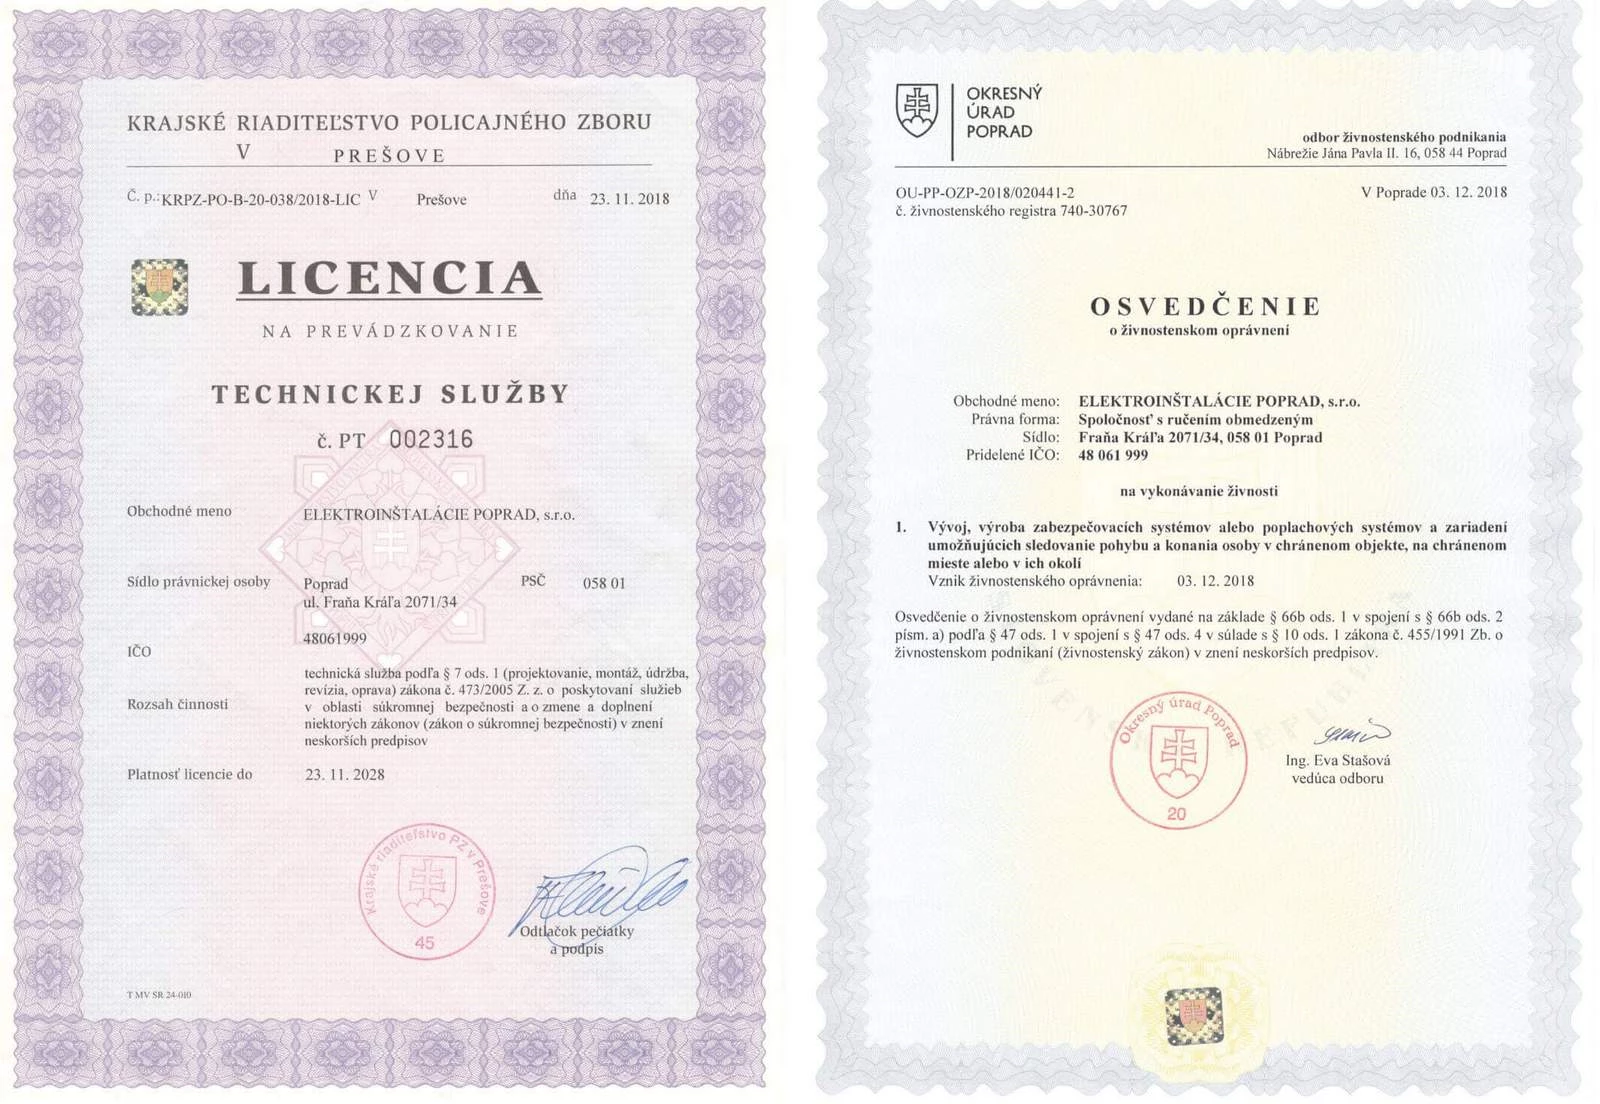 KRAJSKÉ RIADITEĽSTVO POLICAJNÉHO ZBORU
V PREŠOVE
Č. p.: KRPZ-PO-B-20-038/2018-LIC V Prešove dňa 23. 11. 2018
LICENCIA
NA PREVÁDZKOVANIE
TECHNICKEJ SLUŽBY
č. PT 002316
Obchodné meno ELEKTROINŠTALÁCIE POPRAD, s.r.o.
Sídlo právnickej osoby Poprad PSČ 058 01
ul. Fraňa Kráľa 2071/34
IČO 48061999
Rozsah činnosti technická služba podľa § 7 ods. 1 (projektovanie, montáž, údržba,
revízia, oprava) zákona č. 473/2005 Z. z. o poskytovaní služieb
v oblasti súkromnej bezpečnosti a o zmene a doplnení
niektorých zákonov (zákon o súkromnej bezpečnosti) v znení
neskorších predpisov
Platnosť licencie do 23. 11. 2028
Krajské riaditeľstvo PZ v Prešove
45
Odtlačok pečiatky
a podpis
T MV SR 24-010
OKRESNÝ
ÚRAD
POPRAD
odbor živnostenského podnikania
Nábrežie Jána Pavla II. 16, 058 44 Poprad
OU-PP-OZP-2018/020441-2 V Poprade 03. 12. 2018
č. živnostenského registra 740-30767
OSVEDČENIE
o živnostenskom oprávnení
Obchodné meno: ELEKTROINŠTALÁCIE POPRAD, s.r.o.
Právna forma: Spoločnosť s ručením obmedzeným
Sídlo: Fraňa Kráľa 2071/34, 058 01 Poprad
Pridelené IČO: 48 061 999
na vykonávanie živnosti
1. Vývoj, výroba zabezpečovacích systémov alebo poplachových systémov a zariadení
umožňujúcich sledovanie pohybu a konania osoby v chránenom objekte, na chránenom
mieste alebo v ich okolí
Vznik živnostenského oprávnenia: 03. 12. 2018
Osvedčenie o živnostenskom oprávnení vydané na základe § 66b ods. 1 v spojení s § 66b ods. 2
písm. a) podľa § 47 ods. 1 v spojení s § 47 ods. 4 v súlade s § 10 ods. 1 zákona č. 455/1991 Zb. o
živnostenskom podnikaní (živnostenský zákon) v znení neskorších predpisov.
Okresný úrad Poprad
20
Ing. Eva Stašová
vedúca odboru